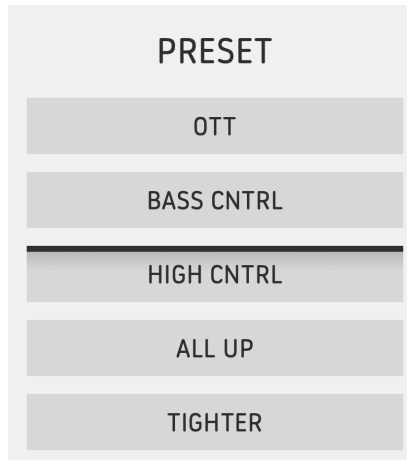 PRESET
OTT
BASS CNTRL
HIGH CNTRL
ALL UP
TIGHTER